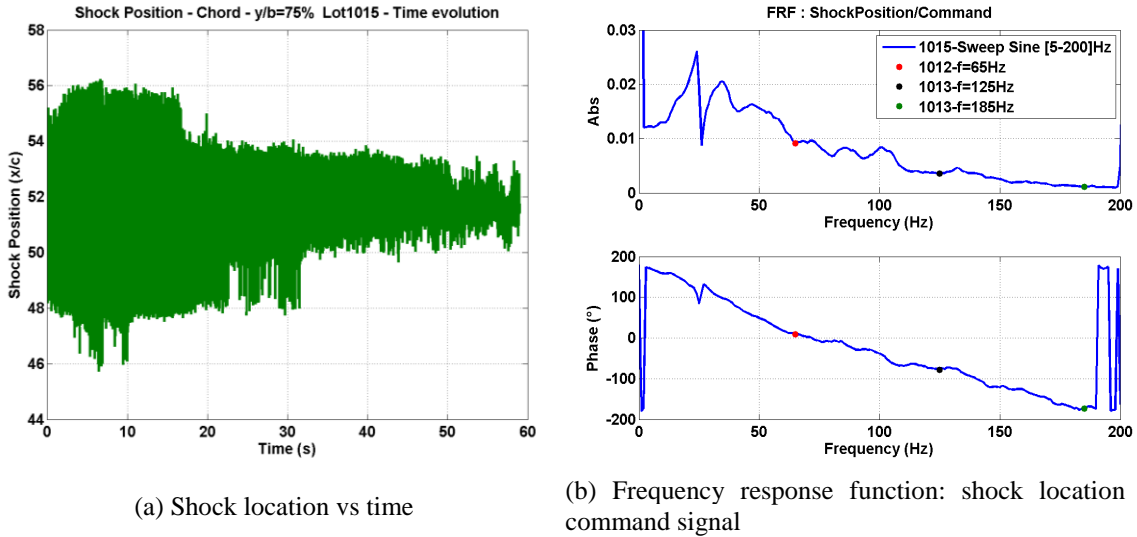 Shock Position - Chord - y/b=75%  Lot1015 - Time evolution
58
56
54
52
50
48
46
44
Shock Position (x/c)
0 10 20 30 40 50 60
Time (s)
(a) Shock location vs time
FRF : ShockPosition/Command
0.03
0.02
0.01
0
Abs
1015-Sweep Sine [5-200]Hz
1012-f=65Hz
1013-f=125Hz
1013-f=185Hz
0 50 100 150 200
Frequency (Hz)
200
100
0
-100
-200
Phase (°)
0 50 100 150 200
Frequency (Hz)
(b) Frequency response function: shock location
command signal